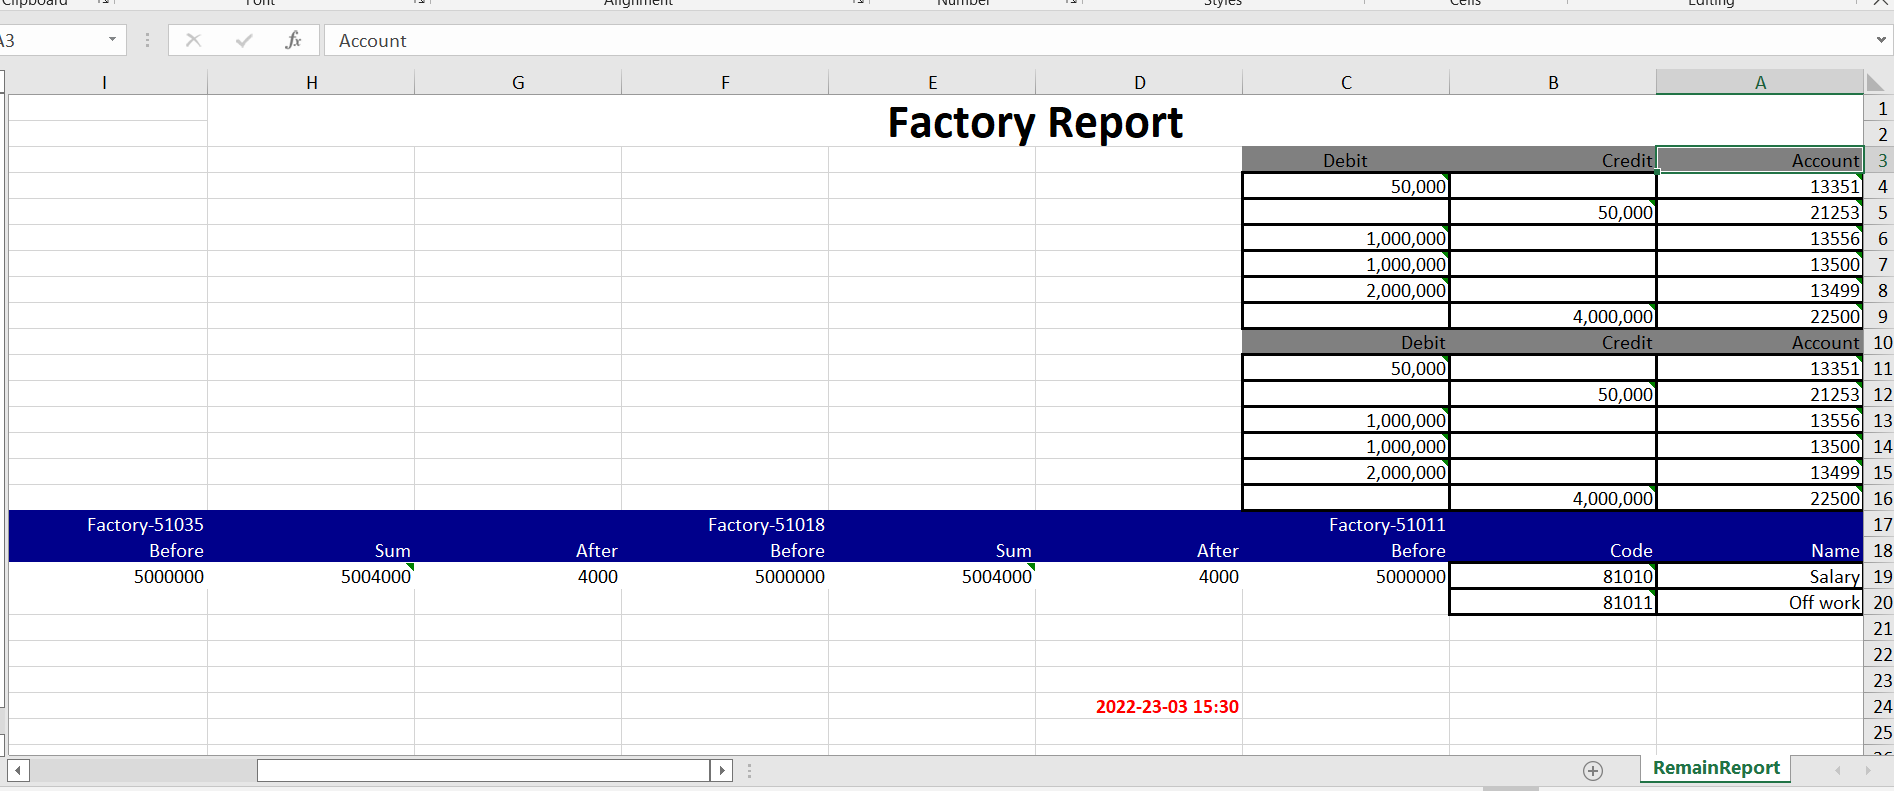 Clipboard Font Alignment Number Styles Cells Editing
A3 fx Account
I H G F E D C B A
Factory Report 1
2
Debit Credit Account 3
50,000 13351 4
50,000 21253 5
1,000,000 13556 6
1,000,000 13500 7
2,000,000 13499 8
4,000,000 22500 9
Debit Credit Account 10
50,000 13351 11
50,000 21253 12
1,000,000 13556 13
1,000,000 13500 14
2,000,000 13499 15
4,000,000 22500 16
Factory-51035 Factory-51018 Factory-51011 17
Before Sum After Before Sum After Before Code Name 18
5000000 5004000 4000 5000000 5004000 4000 5000000 81010 Salary 19
81011 Off work 20
21
22
23
2022-23-03 15:30 24
25
26
RemainReport